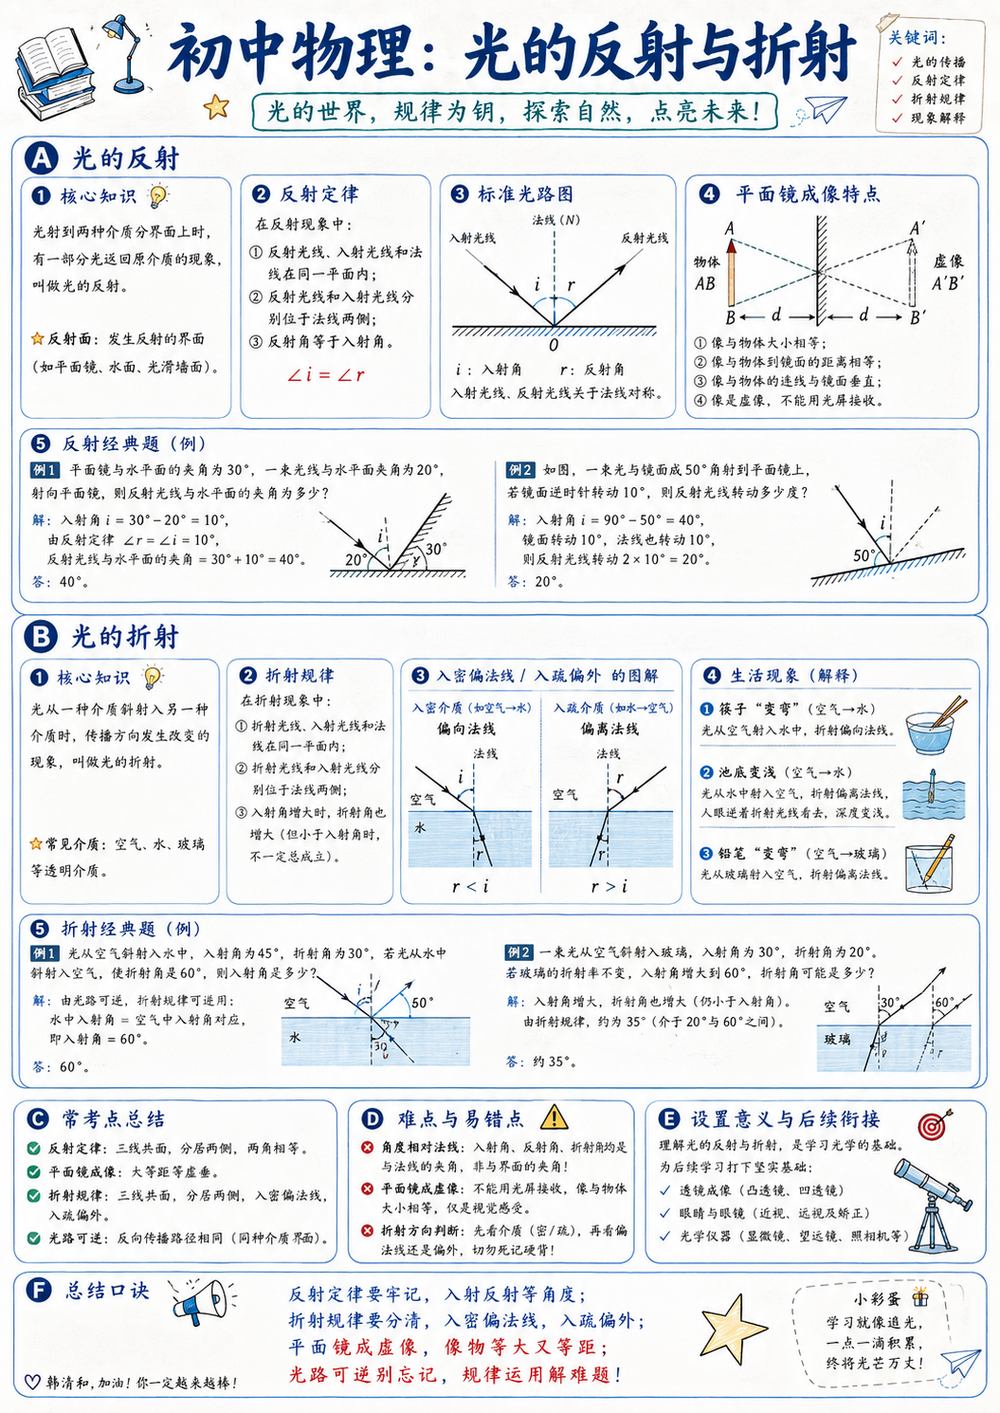 初中物理：光的反射与折射
光的世界，规律为钥，探索自然，点亮未来！
关键词：
✓ 光的传播
✓ 反射定律
✓ 折射规律
✓ 现象解释
A 光的反射
1 核心知识
光射到两种介质分界面上时，
有一部分光送回原介质的现象，
叫做光的反射。
反射面：发生反射的界面
（如平面镜、水面、光滑墙面）。
2 反射定律
在反射现象中：
① 反射光线、入射光线和法
线在同一平面内；
② 反射光线和入射光线分
别位于法线两侧；
③ 反射角等于入射角。
∠i = ∠r
3 标准光路图
法线 (N)
入射光线
反射光线
i
r
O
i：入射角 r：反射角
入射光线、反射光线关于法线对称。
4 平面镜成像特点
A
A′
物体
AB
虚像
A′B′
B
d
d
B′
① 像与物体大小相等；
② 像与物体到镜面的距离相等；
③ 像与物体的连线与镜面垂直；
④ 像是虚像，不能用光屏接收。
5 反射经典题（例）
例1 平面镜与水平面的夹角为30°，一束光线与水平面夹角为20°，
射向平面镜，则反射光线与水平面的夹角为多少？
解：入射角 i = 30° − 20° = 10°，
由反射定律 ∠r = ∠i = 10°，
反射光线与水平面的夹角 = 30° + 10° = 40°。
答：40°。
i
20°
30°
例2 如图，一束光与镜面成50°角射到平面镜上，
若镜面逆时针转动10°，则反射光线转动多少度？
解：入射角 i = 90° − 50° = 40°，
镜面转动10°，法线也转动10°，
则反射光线转动 2 × 10° = 20°。
答：20°。
i
50°
B 光的折射
1 核心知识
光从一种介质斜射入另一种
介质时，传播方向发生改变的
现象，叫做光的折射。
常见介质：空气、水、玻璃
等透明介质。
2 折射规律
在折射现象中：
① 折射光线、入射光线和法
线在同一平面内；
② 折射光线和入射光线分
别位于法线两侧；
③ 入射角增大时，折射角也
增大（但小于入射角时，
不一定总成立）。
3 入密偏法线 / 入疏偏外 的图解
入密介质（如空气→水）
偏向法线
法线
i
空气
水
r
r < i
入疏介质（如水→空气）
偏离法线
法线
r
空气
r
r > i
4 生活现象（解释）
1 筷子“变弯”（空气→水）
光从空气射入水中，折射偏向法线。
2 池底变浅（空气→水）
光从水中射入空气，折射偏离法线，
人眼逆着折射光线看去，深度变浅。
3 铅笔“变弯”（空气→玻璃）
光从玻璃射入空气，折射偏离法线。
5 折射经典题（例）
例1 光从空气斜射入水中，入射角为45°，折射角为30°，若光从水中
斜射入空气，使折射角是60°，则入射角是多少？
解：由光路可逆，折射规律可逆用：
水中入射角 = 空气中入射角对应，
即入射角 = 60°。
答：60°。
空气
水
i
50°
例2 一束光从空气斜射入玻璃，入射角为30°，折射角为20°。
若玻璃的折射率不变，入射角增大到60°，折射角可能是多少？
解：入射角增大，折射角也增大（仍小于入射角）。
由折射规律，约为 35°（介于20°与60°之间）。
答：约35°。
空气
玻璃
30°
60°
C 常考点总结
反射定律：三线共面，分居两侧，两角相等。
平面镜成像：大等距等虚垂。
折射规律：三线共面，分居两侧，入密偏法线，
入疏偏外。
光路可逆：反向传播路径相同（同种介质界面）。
D 难点与易错点
角度相对法线：入射角、反射角、折射角均是
与法线的夹角，非与界面的夹角！
平面镜成虚像：不能用光屏接收，像与物体
大小相等，仅是视觉感受。
折射方向判断：先看介质（密/疏），再看偏
法线还是偏外，切勿死记硬背！
E 设置意义与后续衔接
理解光的反射与折射，是学习光学的基础。
为后续学习打下坚实基础：
✓ 透镜成像（凸透镜、凹透镜）
✓ 眼睛与眼镜（近视、远视及矫正）
✓ 光学仪器（显微镜、望远镜、照相机等）
F 总结口诀
反射定律要牢记，入射反射等角度；
折射规律要分清，入密偏法线，入疏偏外；
平面镜成虚像，像物等大又等距；
光路可逆别忘记，规律运用解难题！
小彩蛋
学习就像追光，
一点一滴积累，
终将光芒万丈！
♡ 韩清和，加油！你一定越来越棒！